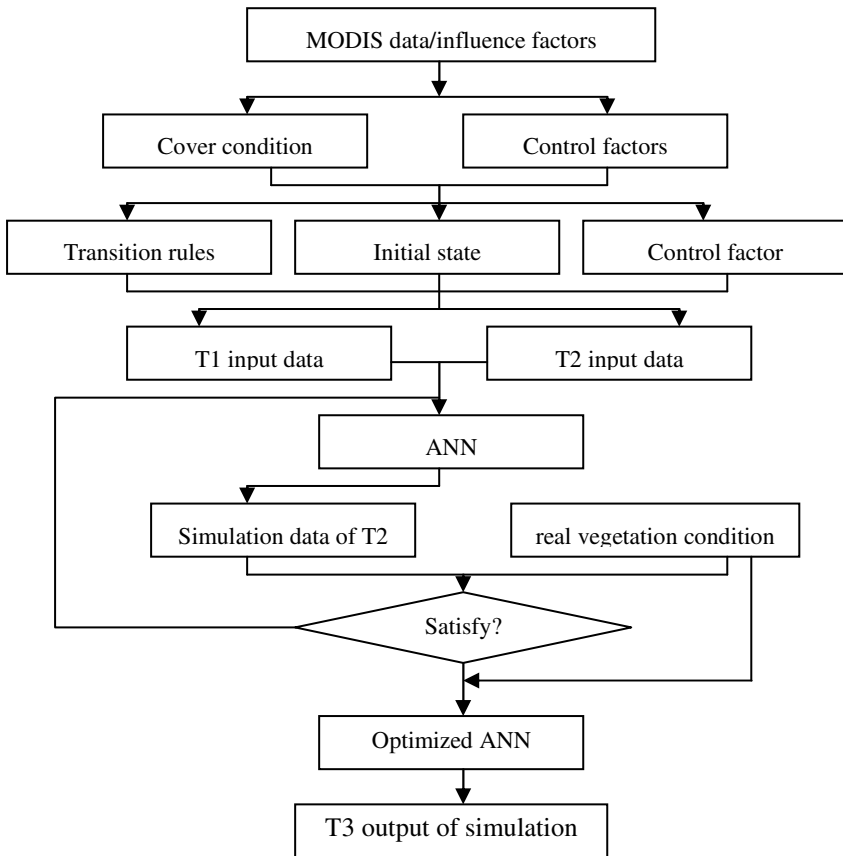 MODIS data/influence factors
Cover condition
Control factors
Transition rules
Initial state
Control factor
T1 input data
T2 input data
ANN
Simulation data of T2
real vegetation condition
Satisfy?
Optimized ANN
T3 output of simulation